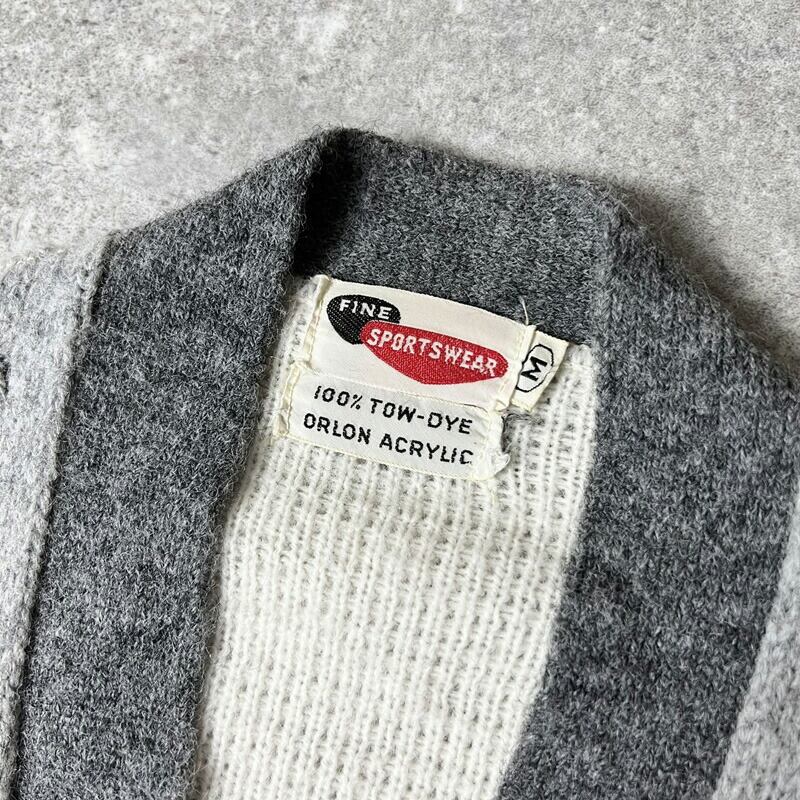 FINE
SPORTSWEAR
M
100% TOW-DYE
ORLON ACRYLIC